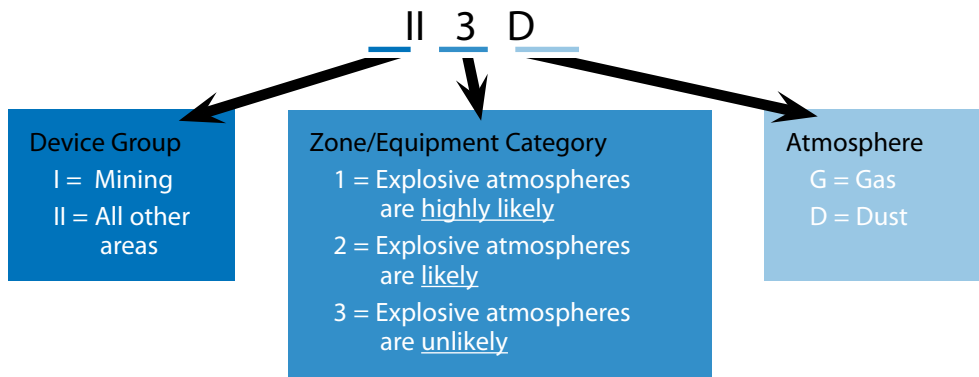 II 3 D
Device Group
I = Mining
II = All other
areas
Zone/Equipment Category
1 = Explosive atmospheres
are highly likely
2 = Explosive atmospheres
are likely
3 = Explosive atmospheres
are unlikely
Atmosphere
G = Gas
D = Dust